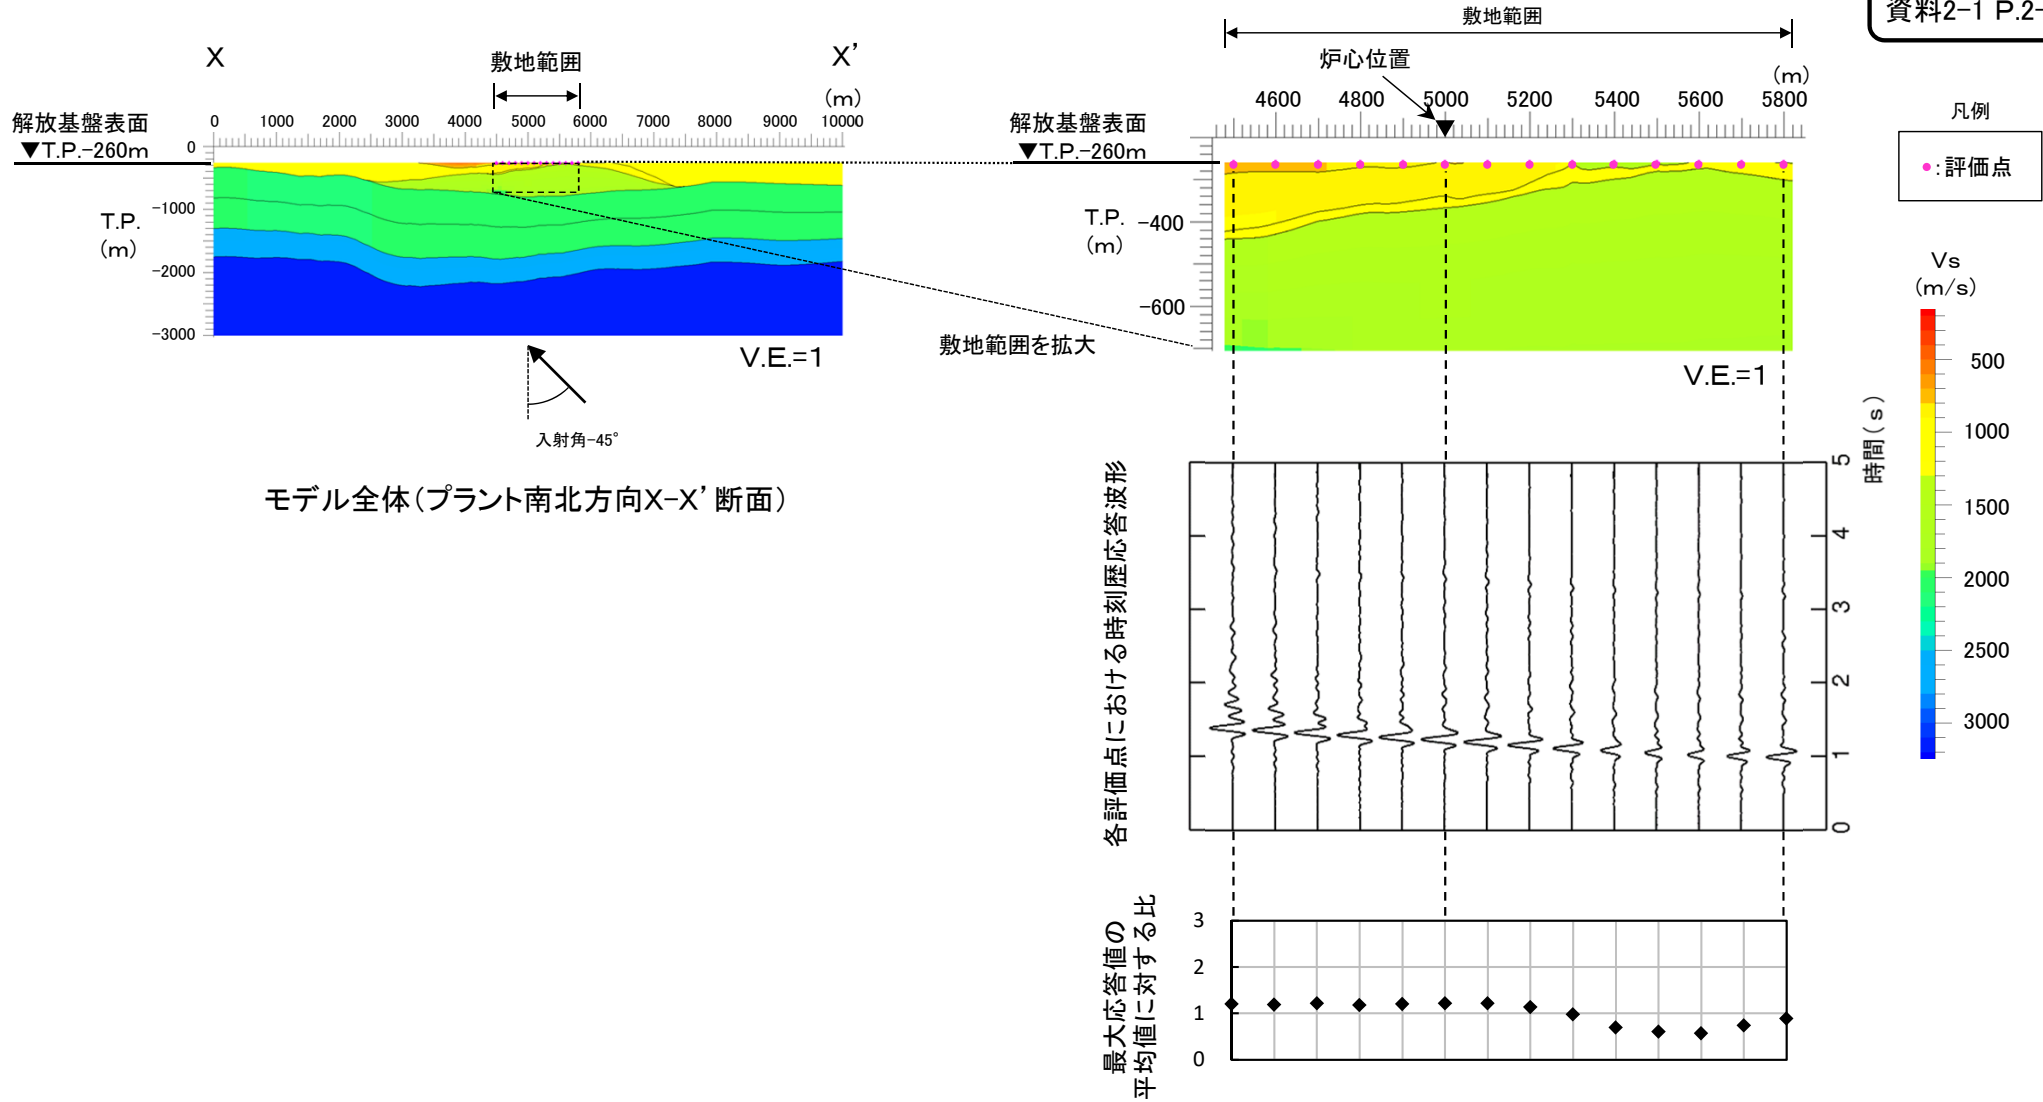 資料2-1 P.2-
X
X’
敷地範囲
(m)
解放基盤表面
▼T.P.-260m
0 1000 2000 3000 4000 5000 6000 7000 8000 9000 10000
0
-1000
-2000
-3000
T.P.
(m)
V.E.=1
入射角-45°
モデル全体(プラント南北方向X-X’断面)
敷地範囲
炉心位置
(m)
4600 4800 5000 5200 5400 5600 5800
解放基盤表面
▼T.P.-260m
T.P.
(m)
-400
-600
敷地範囲を拡大
V.E.=1
凡例
●:評価点
Vs
(m/s)
500
1000
1500
2000
2500
3000
各評価点における時刻歴応答波形
時間(s)
5
4
3
2
1
0
最大応答値の
平均値に対する比
3
2
1
0